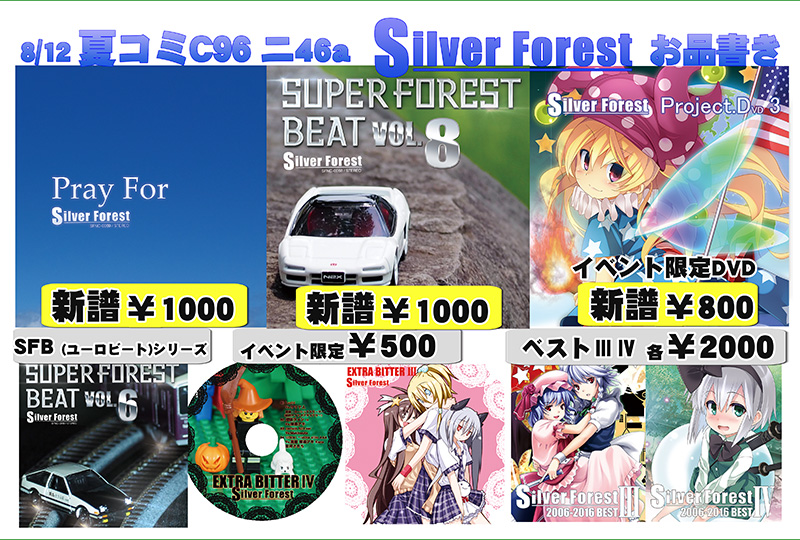 8/12 夏コミC96 ニ46a Silver Forest お品書き
Pray For
Silver Forest
SUPER FOREST
BEAT VOL.8
Silver Forest
NSX
Silver Forest Project.DVD 3
イベント限定DVD
新譜 ¥1000
新譜 ¥1000
新譜 ¥800
SFB (ユーロビート)シリーズ
イベント限定 ¥500
ベスト III IV 各 ¥2000
SUPER FOREST
BEAT VOL.6
Silver Forest
EXTRA BITTER IV
Silver Forest
EXTRA BITTER III
Silver Forest
Silver Forest III
2006-2016 BEST
Silver Forest IV
2006-2016 BEST